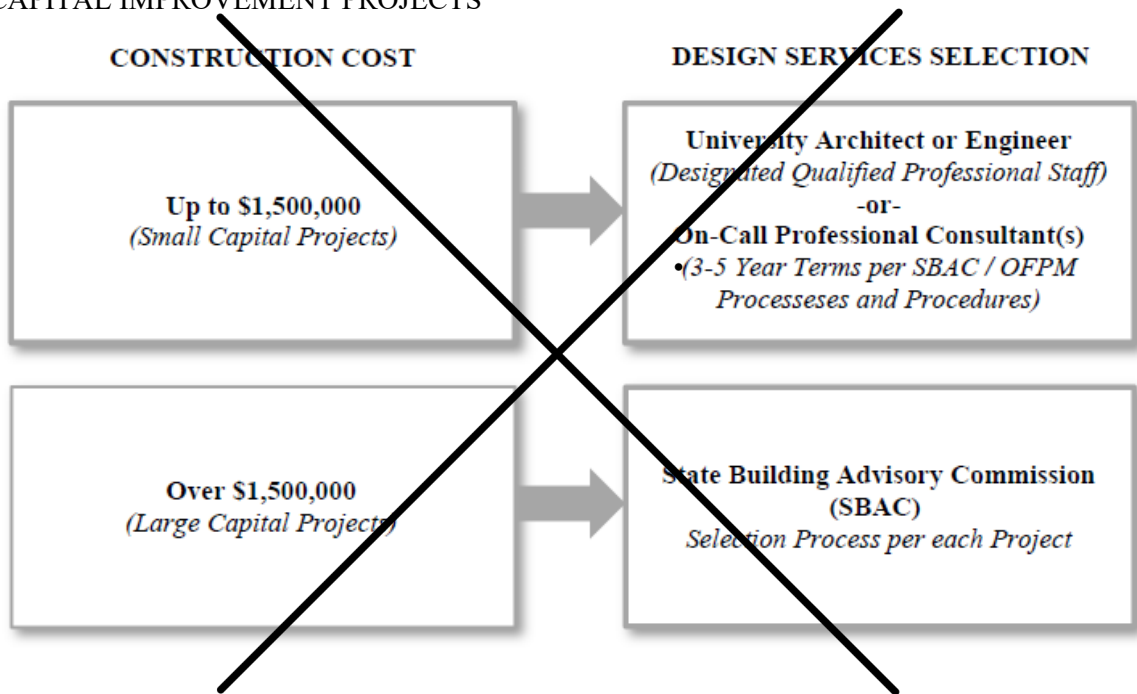 CAPITAL IMPROVEMENT PROJECTS
CONSTRUCTION COST
DESIGN SERVICES SELECTION
Up to $1,500,000
(Small Capital Projects)
University Architect or Engineer
(Designated Qualified Professional Staff)
-or-
On-Call Professional Consultant(s)
•(3-5 Year Terms per SBAC / OFPM
Processeses and Procedures)
Over $1,500,000
(Large Capital Projects)
State Building Advisory Commission
(SBAC)
Selection Process per each Project